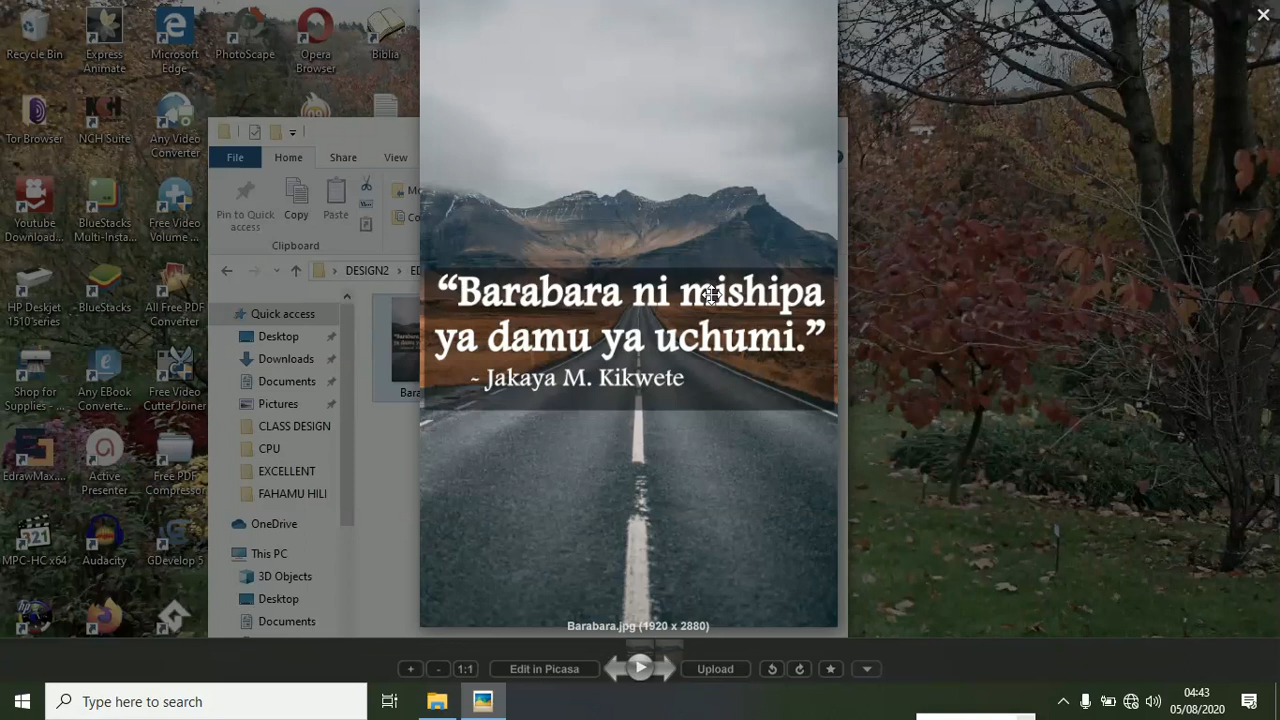 Recycle Bin
Express Animate
Microsoft Edge
PhotoScape
Opera Browser
Biblia
Tor Browser
NCH Suite
Any Video Converter
Youtube Download...
BlueStacks
BlueStacks Multi-Insta...
Free Video Volume ...
HP Deskjet 1510 series
All Free PDF Converter
Shop for Supplies - ...
Any EBook Converte...
Free Video Cutter Joiner
EdrawMax...
Active Presenter
Free PDF Compressor
MPC-HC x64
Audacity
GDevelop 5
File
Home
Share
View
Pin to Quick access
Copy
Paste
Clipboard
DESIGN2
Quick access
Desktop
Downloads
Documents
Pictures
CLASS DESIGN
CPU
EXCELLENT
FAHAMU HILI
OneDrive
This PC
3D Objects
Desktop
Documents
“Barabara ni mishipa
ya damu ya uchumi.”
~ Jakaya M. Kikwete
Barabara.jpg (1920 x 2880)
+
-
1:1
Edit in Picasa
Upload
Type here to search
04:43
05/08/2020